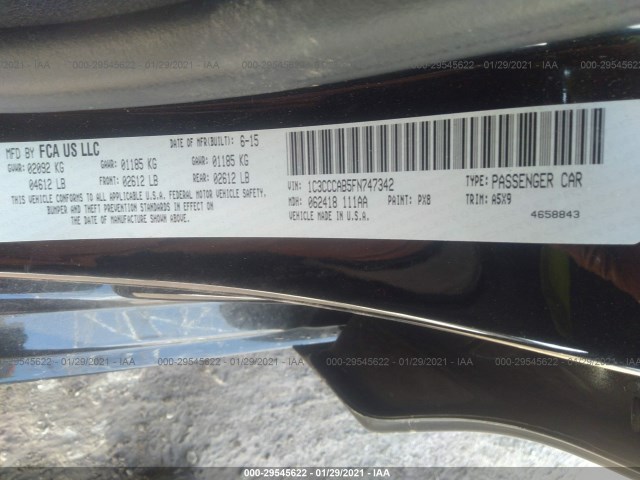 000-29545622 · 01/29/2021 · IAA
MFD BY FCA US LLC DATE OF MFR(BUILT): 6-15
GVWR: 02092 KG GAWR: 01185 KG GAWR: 01185 KG
04612 LB FRONT: 02612 LB REAR: 02612 LB
THIS VEHICLE CONFORMS TO ALL APPLICABLE U.S.A. FEDERAL MOTOR VEHICLE SAFETY,
BUMPER AND THEFT PREVENTION STANDARDS IN EFFECT ON
THE DATE OF MANUFACTURE SHOWN ABOVE.
VIN: 1C3CCCAB5FN747342 TYPE: PASSENGER CAR
MDH: 062418 111AA PAINT: PX8 TRIM: A5X9
4658843
000-29545622 · 01/29/2021 · IAA
000-29545622 · 01/29/2021 · IAA